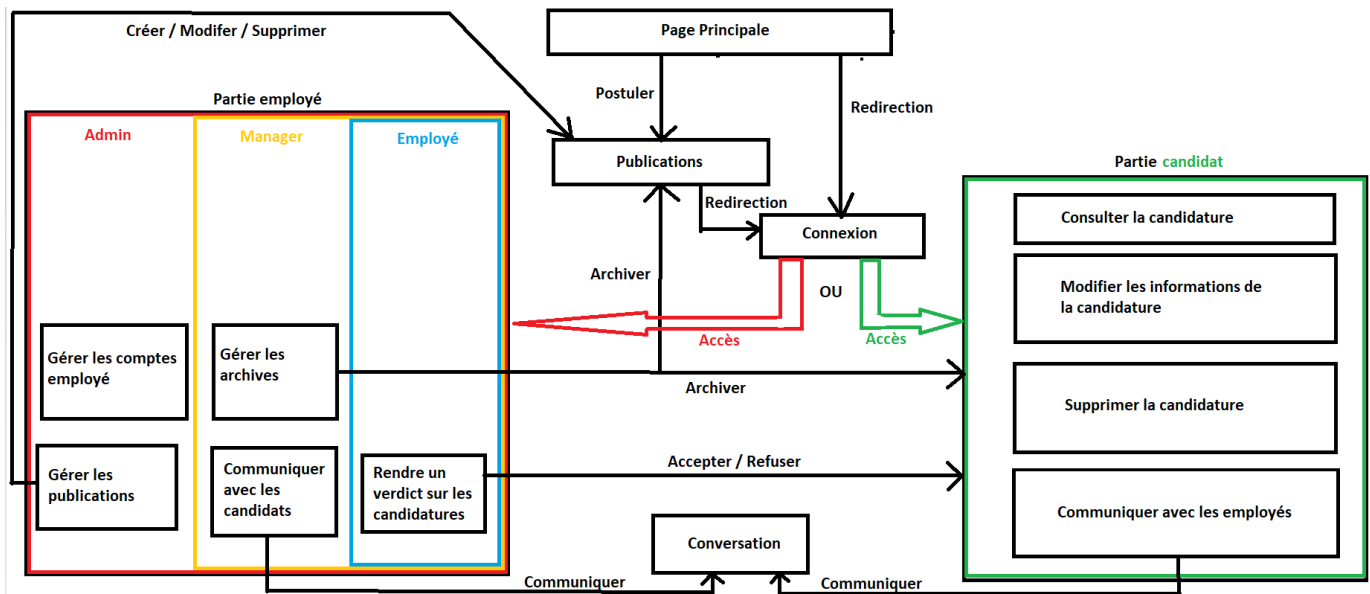 Créer / Modifer / Supprimer
Page Principale
Postuler
Redirection
Partie employé
Admin
Manager
Employé
Publications
Partie candidat
Redirection
Connexion
Consulter la candidature
Archiver
OU
Modifier les informations de
la candidature
Accès
Accès
Gérer les comptes
employé
Gérer les
archives
Archiver
Supprimer la candidature
Gérer les
publications
Communiquer
avec les
candidats
Rendre un
verdict sur les
candidatures
Accepter / Refuser
Communiquer avec les employés
Conversation
Communiquer
Communiquer